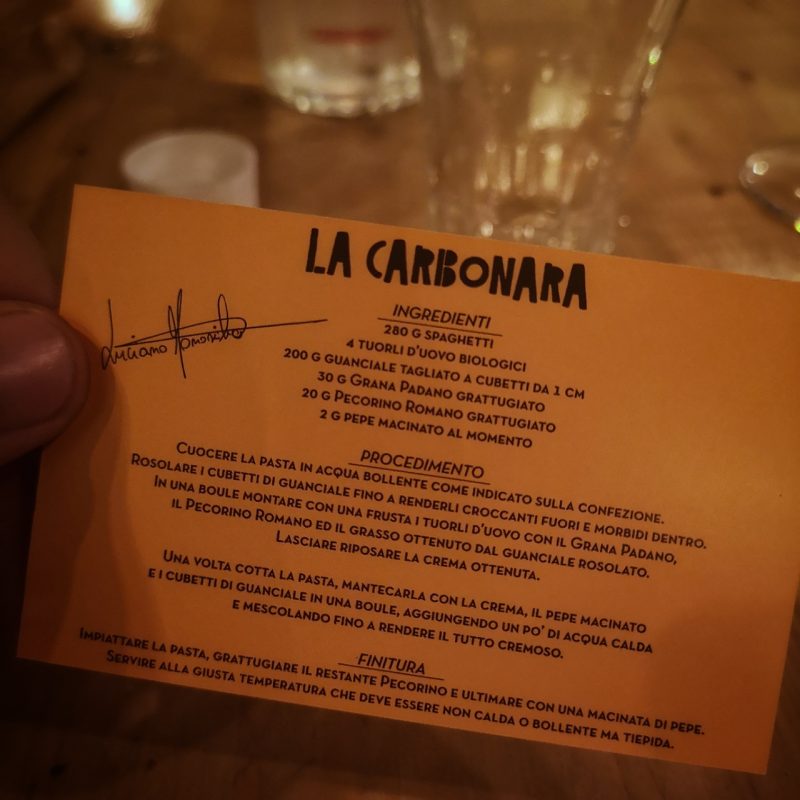 LA CARBONARA
Luciano Monosilio
INGREDIENTI
280 G SPAGHETTI
4 TUORLI D'UOVO BIOLOGICI
200 G GUANCIALE TAGLIATO A CUBETTI DA 1 CM
30 G GRANA PADANO GRATTUGIATO
20 G PECORINO ROMANO GRATTUGIATO
2 G PEPE MACINATO AL MOMENTO
PROCEDIMENTO
CUOCERE LA PASTA IN ACQUA BOLLENTE COME INDICATO SULLA CONFEZIONE.
ROSOLARE I CUBETTI DI GUANCIALE FINO A RENDERLI CROCCANTI FUORI E MORBIDI DENTRO.
IN UNA BOULE MONTARE CON UNA FRUSTA I TUORLI D'UOVO CON IL GRANA PADANO,
IL PECORINO ROMANO ED IL GRASSO OTTENUTO DAL GUANCIALE ROSOLATO.
LASCIARE RIPOSARE LA CREMA OTTENUTA.
UNA VOLTA COTTA LA PASTA, MANTECARLA CON LA CREMA, IL PEPE MACINATO
E I CUBETTI DI GUANCIALE IN UNA BOULE, AGGIUNGENDO UN PO' DI ACQUA CALDA
E MESCOLANDO FINO A RENDERE IL TUTTO CREMOSO.
FINITURA
IMPIATTARE LA PASTA, GRATTUGIARE IL RESTANTE PECORINO E ULTIMARE CON UNA MACINATA DI PEPE.
SERVIRE ALLA GIUSTA TEMPERATURA CHE DEVE ESSERE NON CALDA O BOLLENTE MA TIEPIDA.